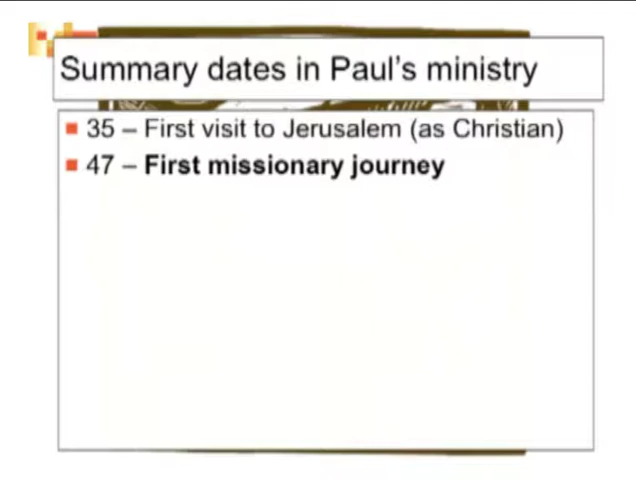 Summary dates in Paul's ministry
35 – First visit to Jerusalem (as Christian)
47 – First missionary journey